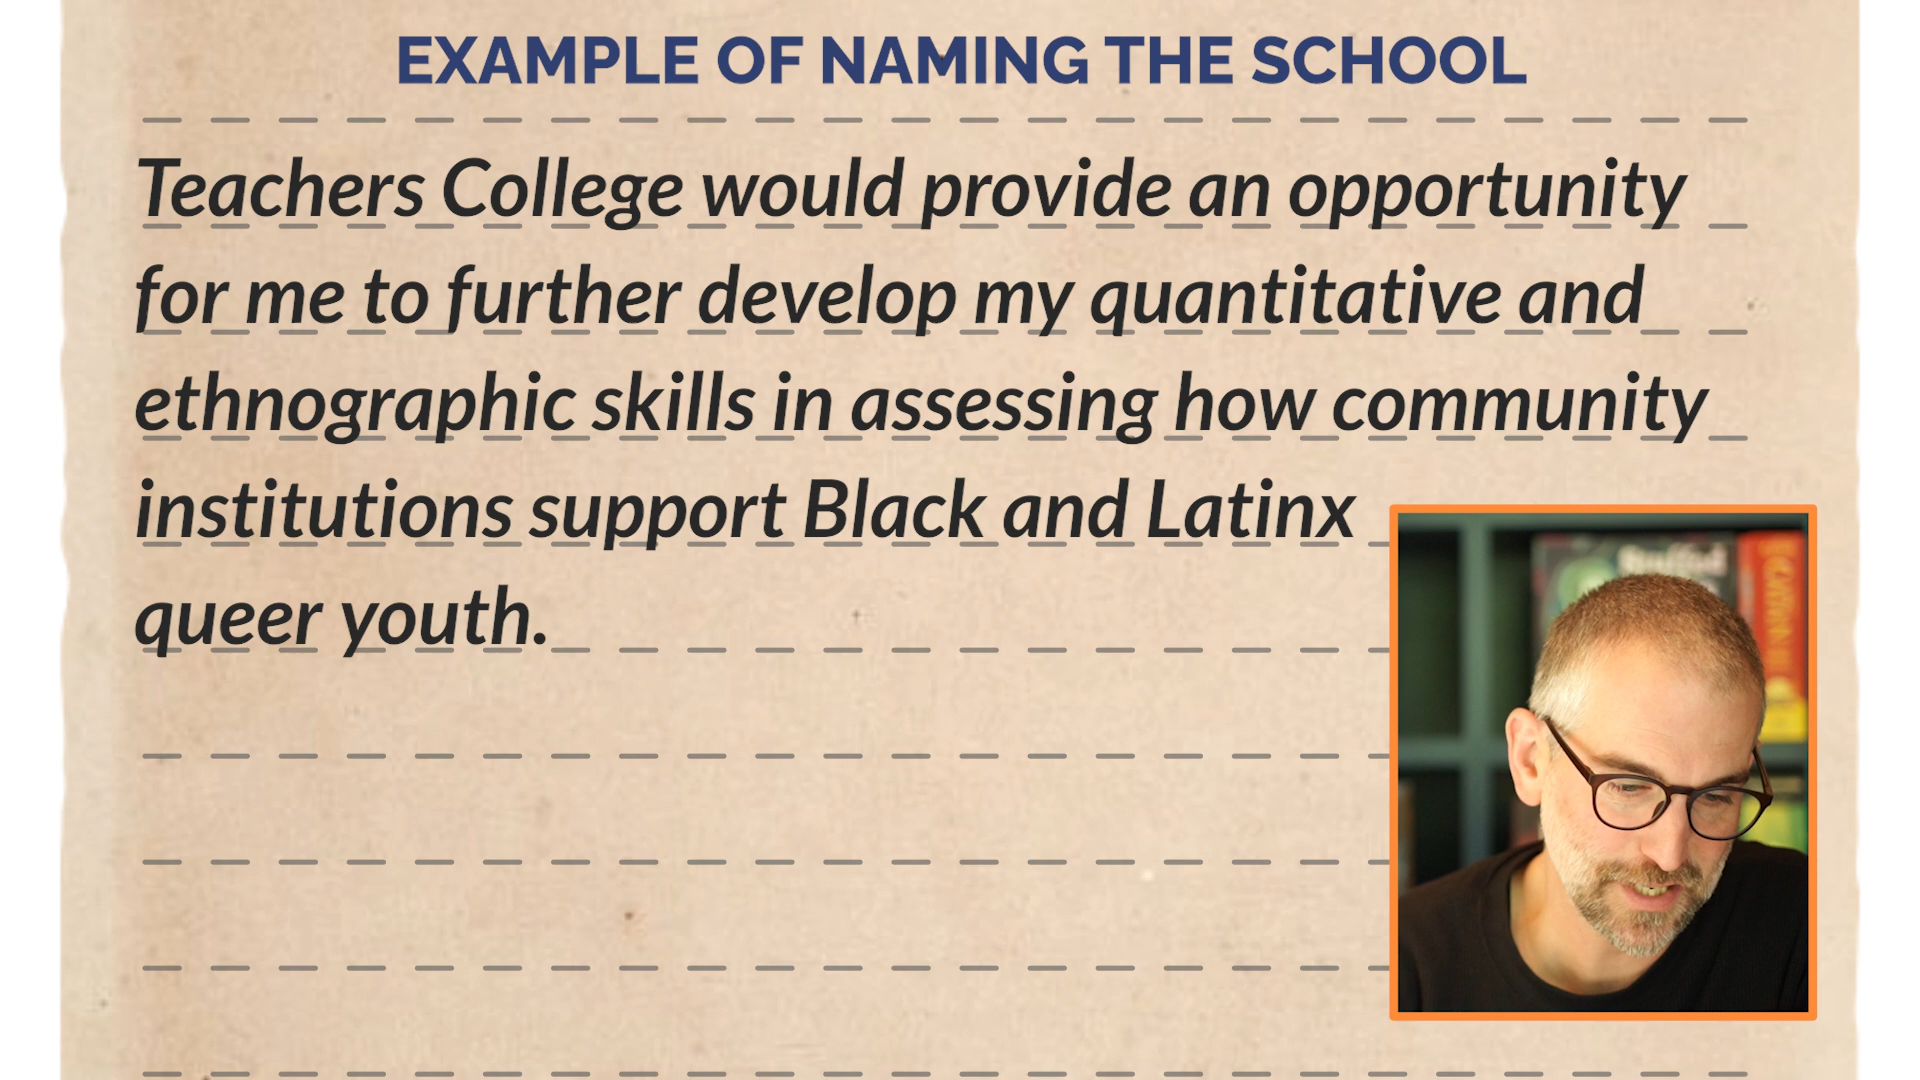 EXAMPLE OF NAMING THE SCHOOL
Teachers College would provide an opportunity
for me to further develop my quantitative and
ethnographic skills in assessing how community
institutions support Black and Latinx
queer youth.